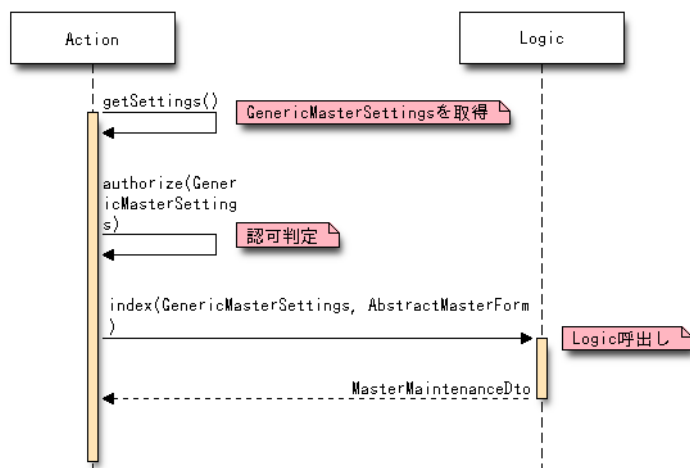 Action
Logic
getSettings()
GenericMasterSettingsを取得
authorize(Gener
icMasterSetting
s)
認可判定
index(GenericMasterSettings, AbstractMasterForm
)
Logic呼出し
MasterMaintenanceDto